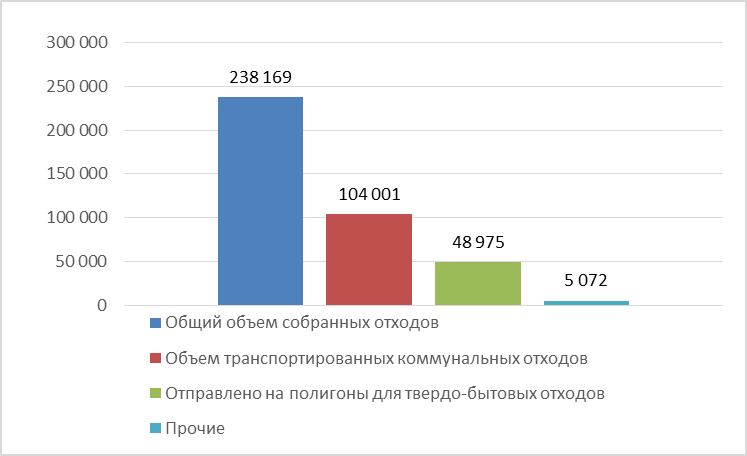 300 000
250 000
200 000
150 000
100 000
50 000
0
238 169
104 001
48 975
5 072
Общий объем собранных отходов
Объем транспортированных коммунальных отходов
Отправлено на полигоны для твердо-бытовых отходов
Прочие